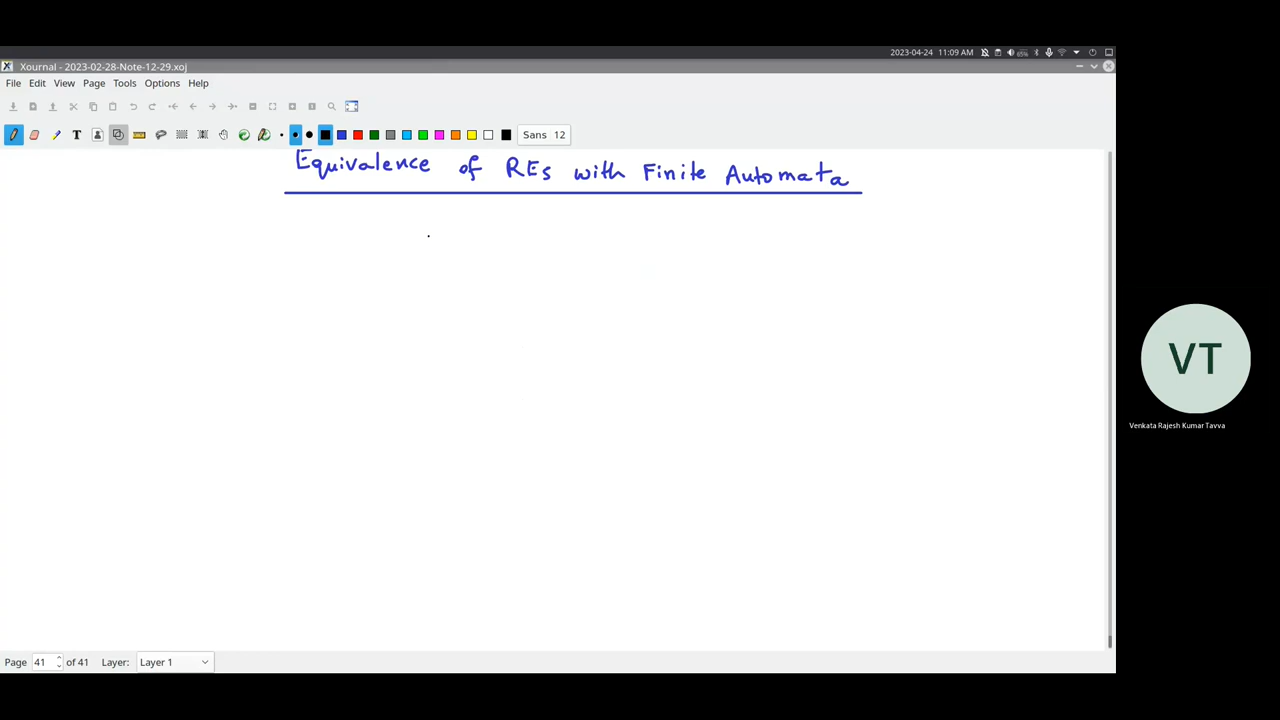 2023-04-24 11:09 AM
Xournal - 2023-02-28-Note-12-29.xoj
File Edit View Page Tools Options Help
T Sans 12
Equivalence of REs with Finite Automata
VT
Venkata Rajesh Kumar Tavva
Page 41 of 41 Layer: Layer 1